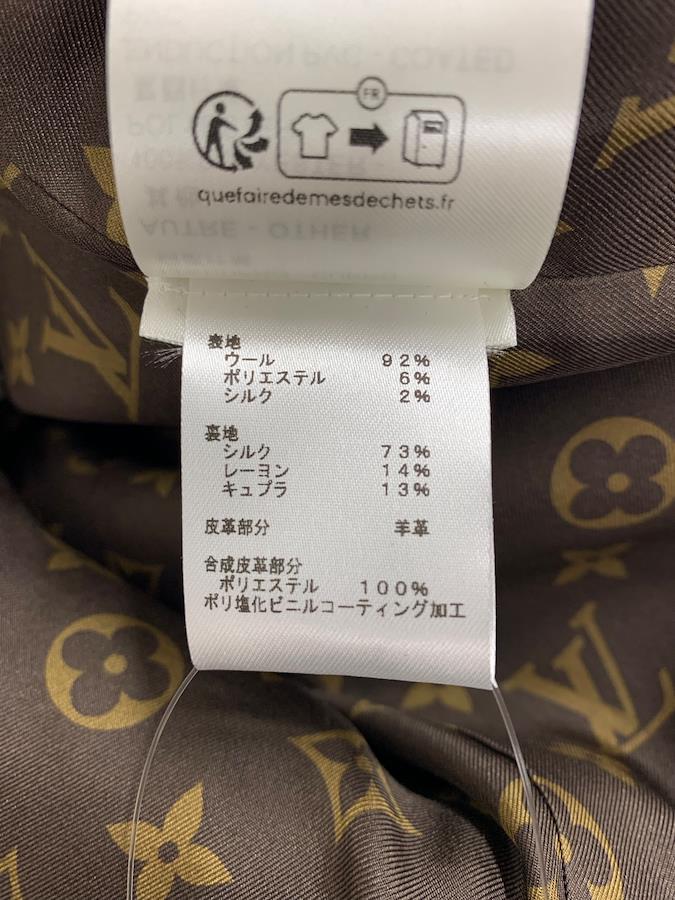 FR
quefairedemesdechets.fr
表地
ウール 92%
ポリエステル 6%
シルク 2%
裏地
シルク 73%
レーヨン 14%
キュプラ 13%
皮革部分 羊革
合成皮革部分
ポリエステル 100%
ポリ塩化ビニルコーティング加工